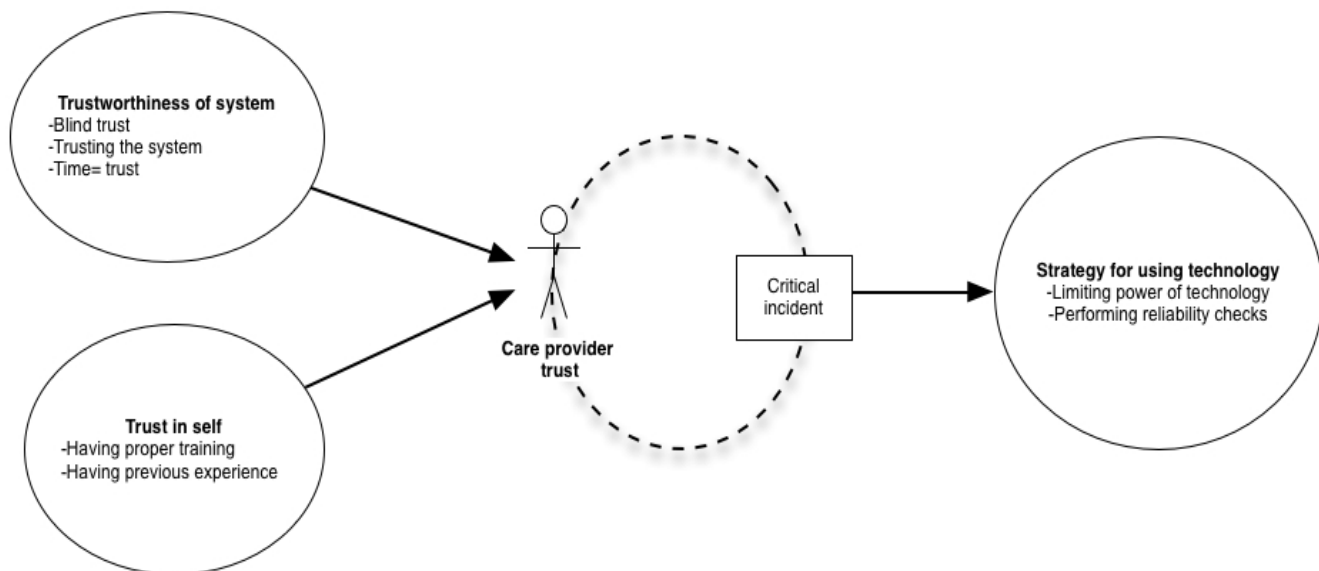 Trustworthiness of system
-Blind trust
-Trusting the system
-Time= trust
Trust in self
-Having proper training
-Having previous experience
Care provider
trust
Critical
incident
Strategy for using technology
-Limiting power of technology
-Performing reliability checks